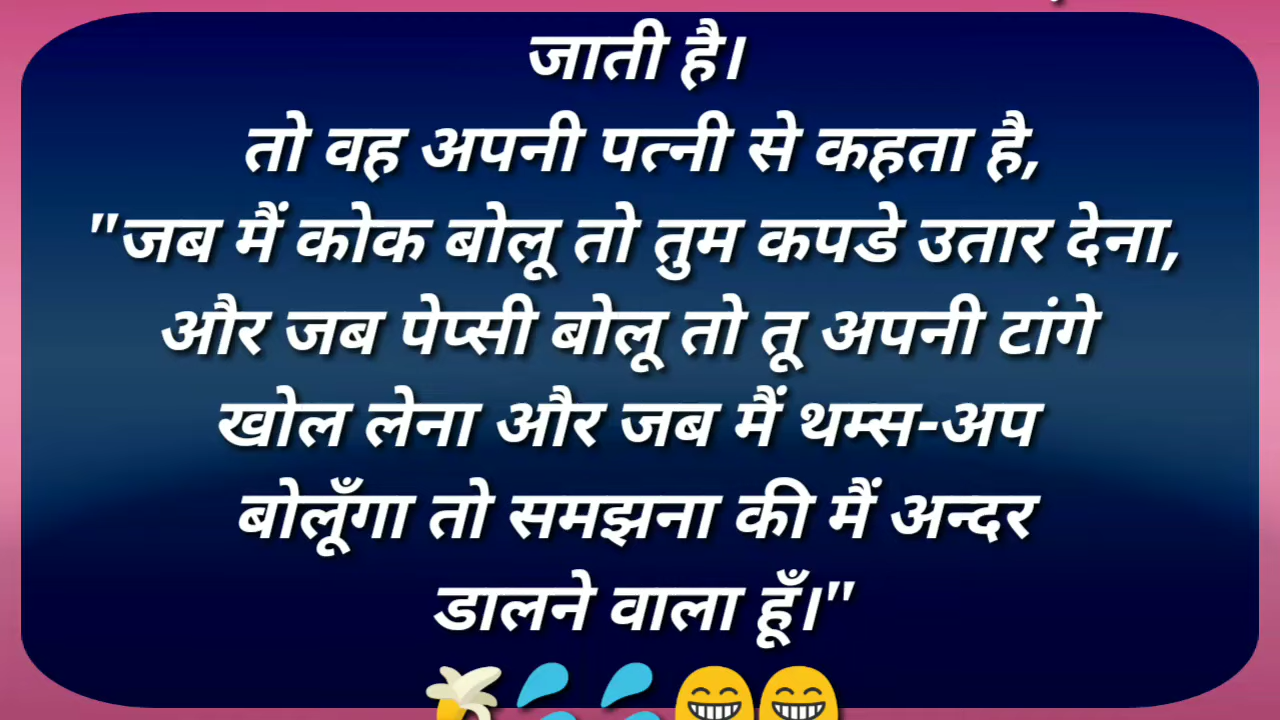 जाती है।
तो वह अपनी पत्नी से कहता है,
"जब मैं कोक बोलू तो तुम कपडे उतार देना,
और जब पेप्सी बोलू तो तू अपनी टांगे
खोल लेना और जब मैं थम्स-अप
बोलूँगा तो समझना की मैं अन्दर
डालने वाला हूँ।"
🍌💦💦😁😁